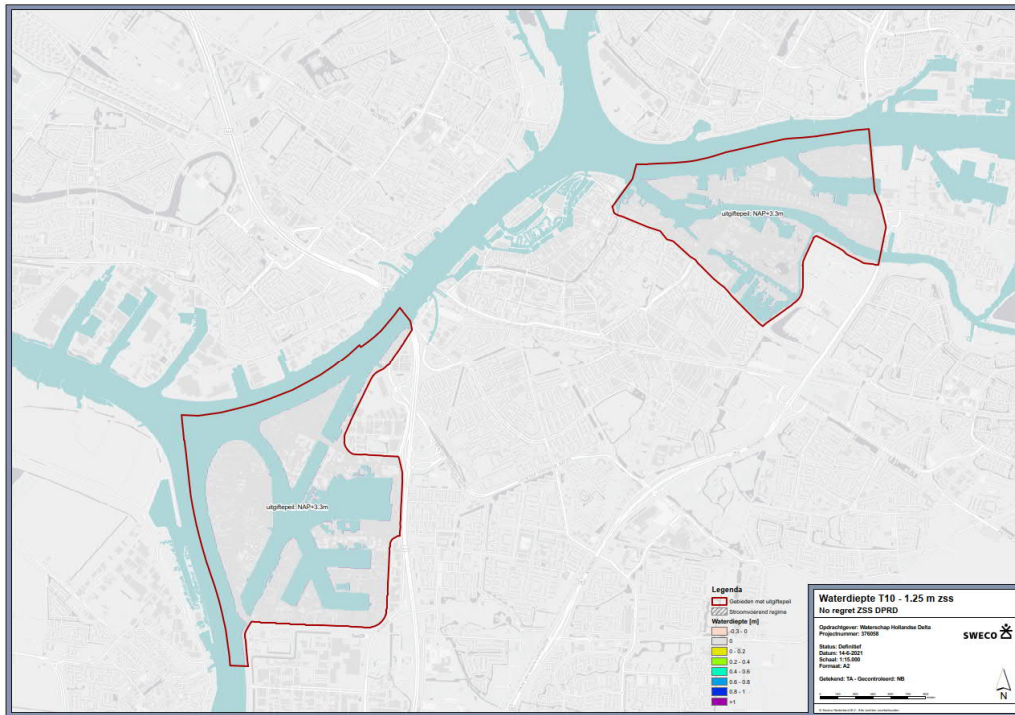 uitgiftepeil: NAP+3.3m
uitgiftepeil: NAP+3.3m
Legenda
Gebieden met uitgiftepeil
Stroomvoerend regime
Waterdiepte [m]
-0.3 - 0
0
0 - 0.2
0.2 - 0.4
0.4 - 0.6
0.6 - 0.8
0.8 - 1
>1
Waterdiepte T10 - 1.25 m zss
No regret ZSS DPRD
Opdrachtgever: Waterschap Hollandse Delta
Projectnummer: 376058
SWECO
Status: Definitief
Datum: 14-6-2021
Schaal: 1:15.000
Formaat: A2
Getekend: TA - Gecontroleerd: NB
N